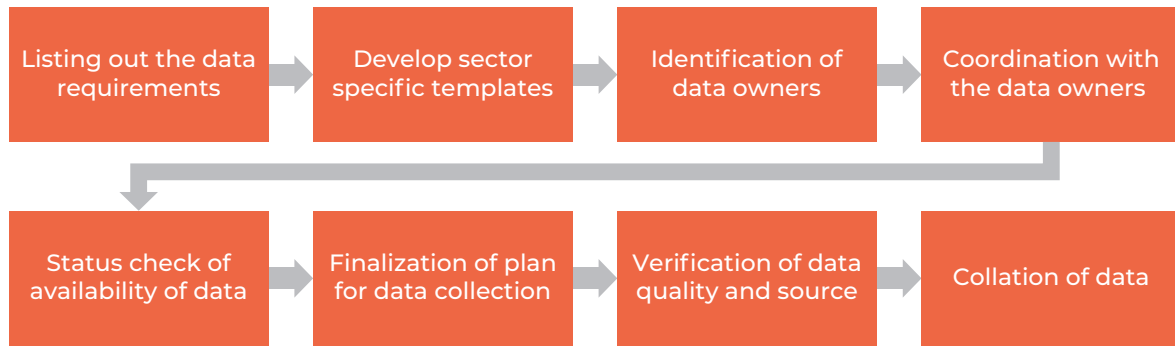 Listing out the data
requirements
Develop sector
specific templates
Identification of
data owners
Coordination with
the data owners
Status check of
availability of data
Finalization of plan
for data collection
Verification of data
quality and source
Collation of data